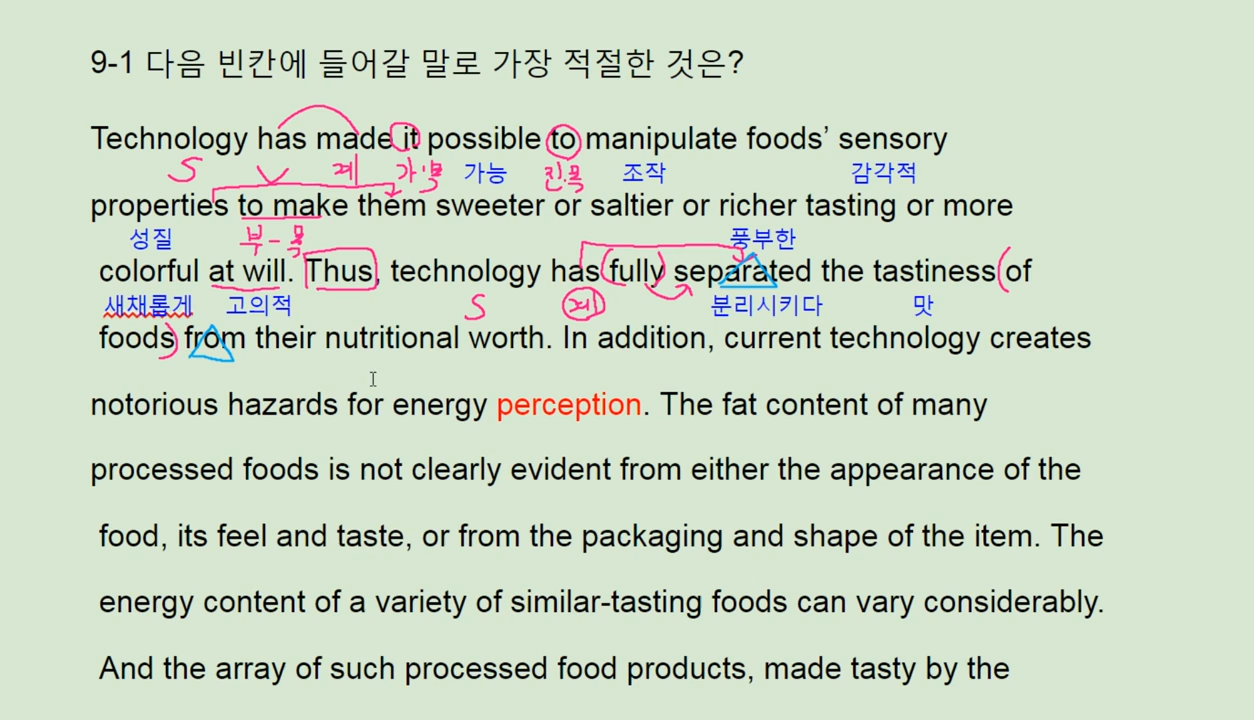 9-1 다음 빈칸에 들어갈 말로 가장 적절한 것은?
Technology has made it possible to manipulate foods’ sensory
S V 계 가·목 가능 진·목 조작 감각적
properties to make them sweeter or saltier or richer tasting or more
성질 부-목 풍부한
colorful at will. Thus, technology has fully separated the tastiness (of
새채롭게 고의적 S 계 분리시키다 맛
foods) from their nutritional worth. In addition, current technology creates
notorious hazards for energy perception. The fat content of many
processed foods is not clearly evident from either the appearance of the
food, its feel and taste, or from the packaging and shape of the item. The
energy content of a variety of similar-tasting foods can vary considerably.
And the array of such processed food products, made tasty by the